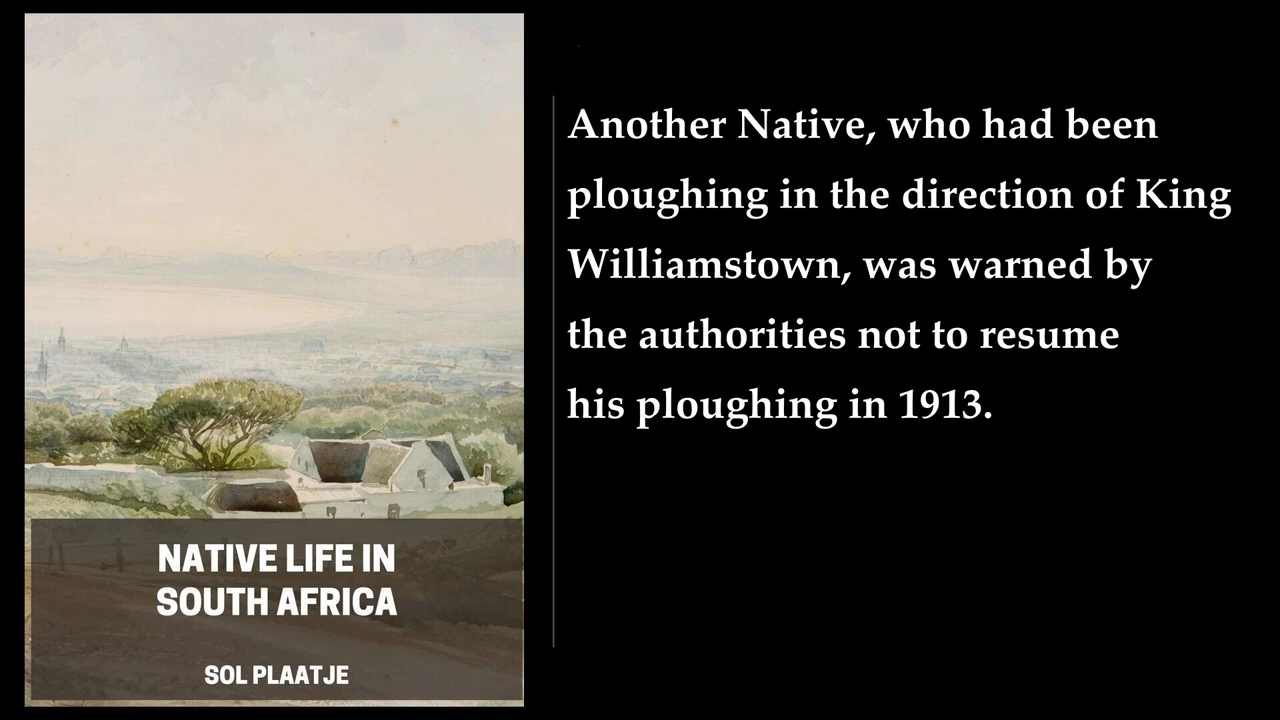 Another Native, who had been
ploughing in the direction of King
Williamstown, was warned by
the authorities not to resume
his ploughing in 1913.
NATIVE LIFE IN
SOUTH AFRICA
SOL PLAATJE